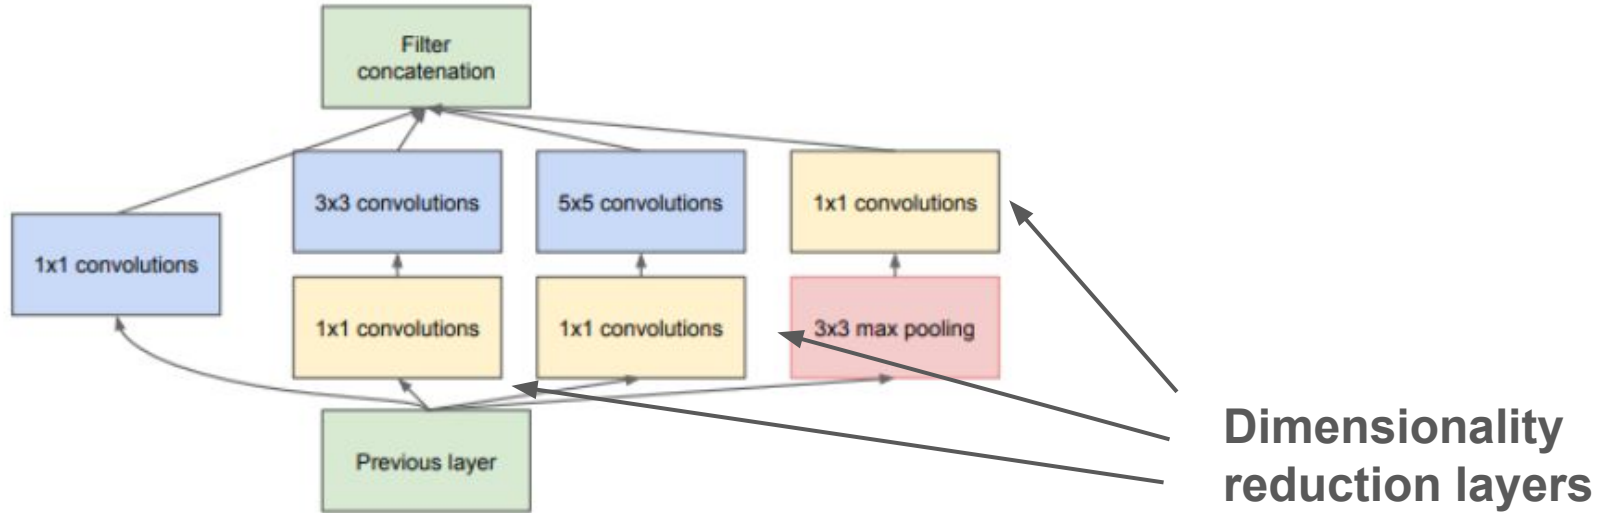 Filter
concatenation
3x3 convolutions
5x5 convolutions
1x1 convolutions
1x1 convolutions
1x1 convolutions
1x1 convolutions
3x3 max pooling
Previous layer
Dimensionality
reduction layers